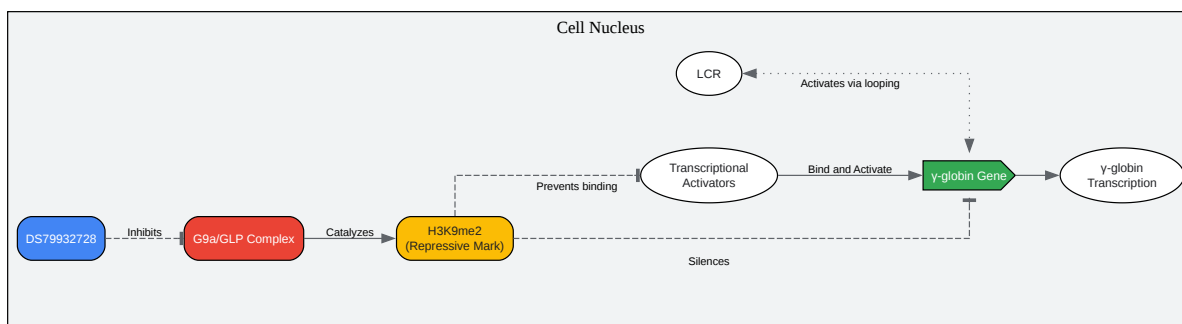 Cell Nucleus
LCR
Activates via looping
Transcriptional
Activators
Bind and Activate
γ-globin Gene
γ-globin
Transcription
Prevents binding
DS79932728
Inhibits
G9a/GLP Complex
Catalyzes
H3K9me2
(Repressive Mark)
Silences